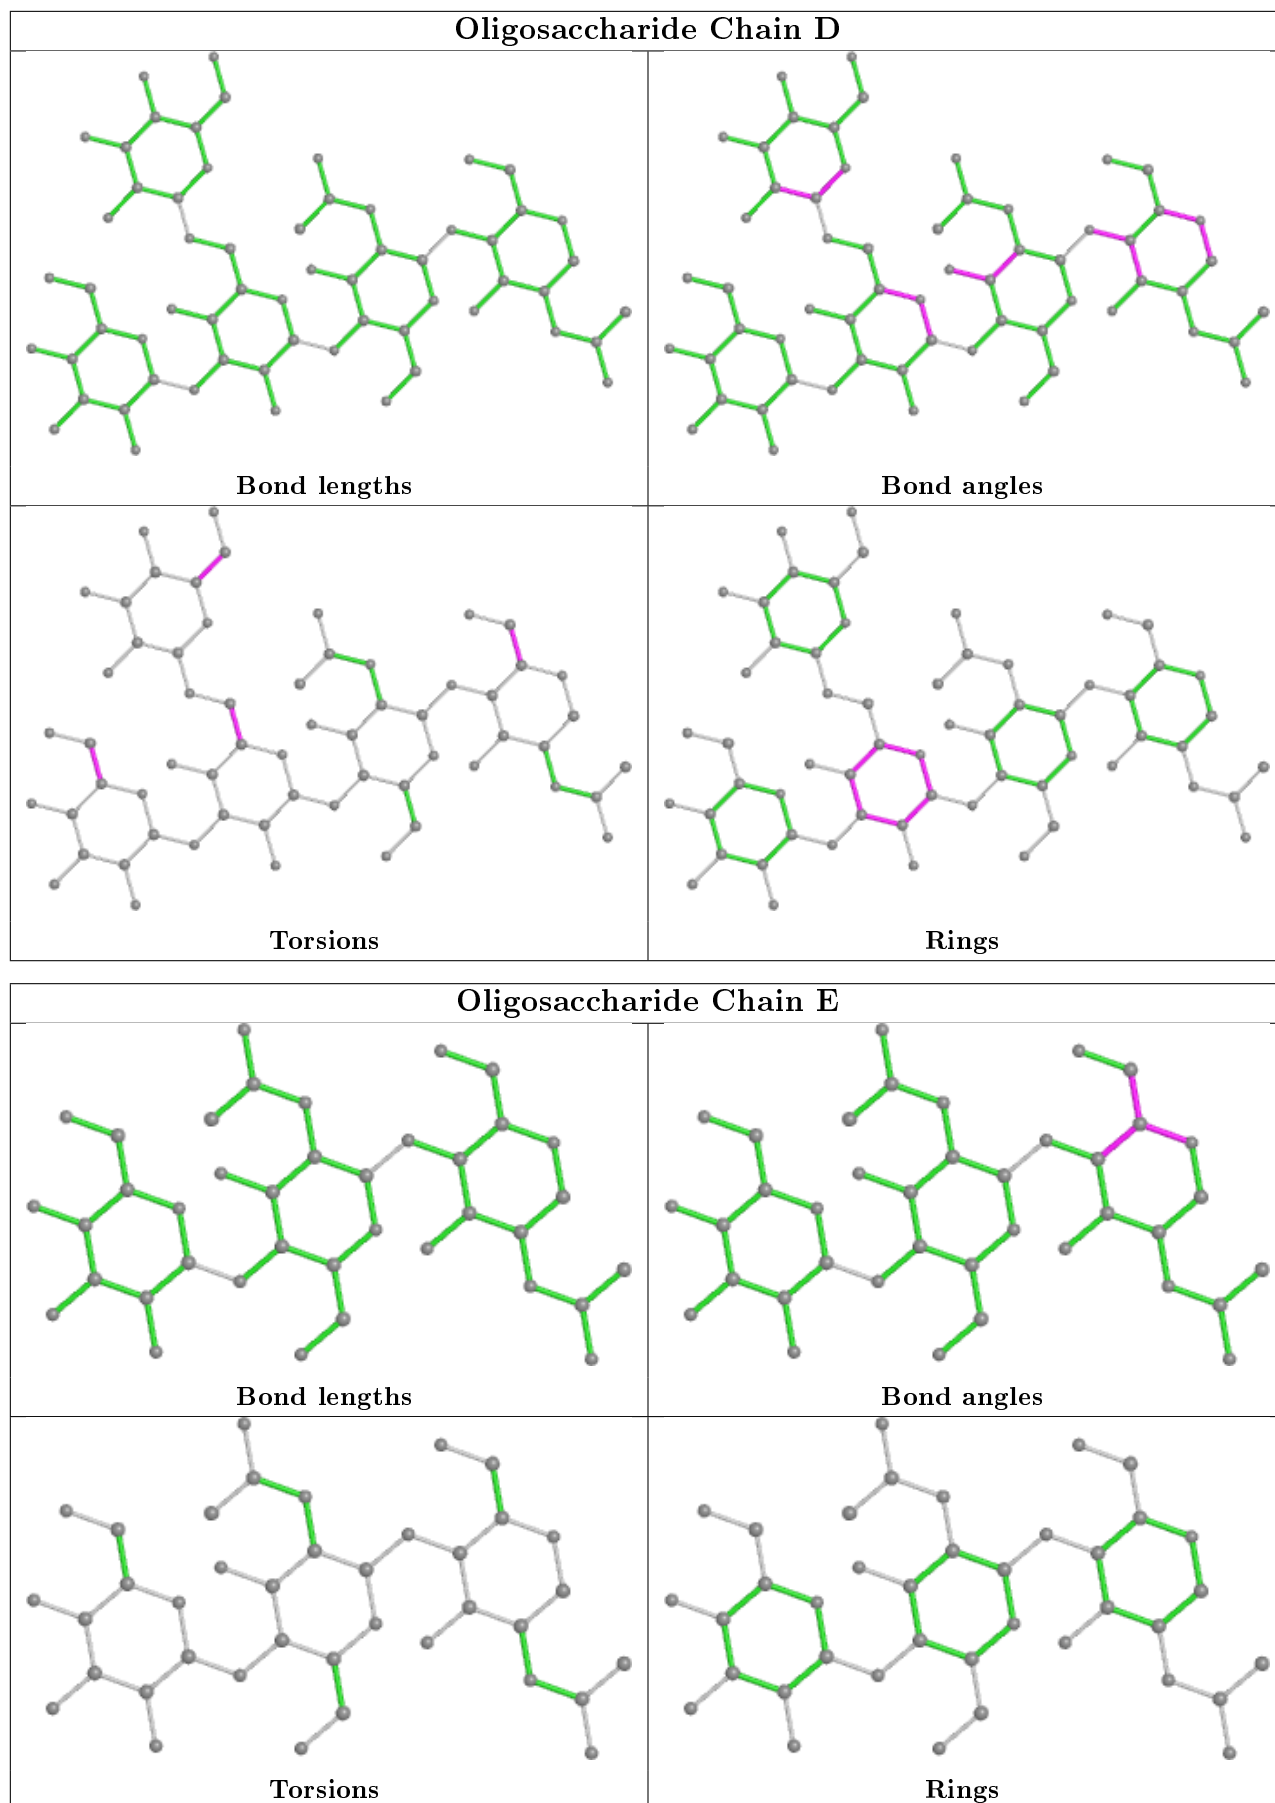 Oligosaccharide Chain D
Bond lengths
Bond angles
Torsions
Rings
Oligosaccharide Chain E
Bond lengths
Bond angles
Torsions
Rings